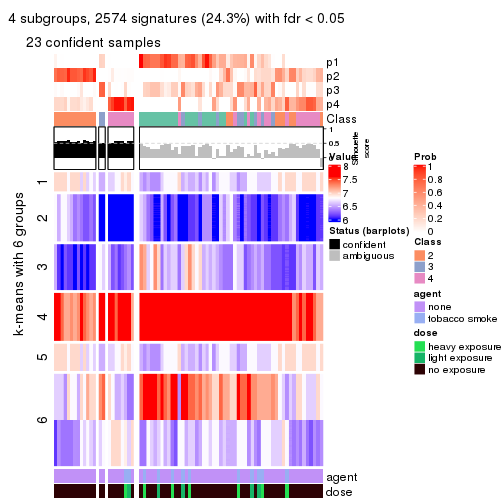 4 subgroups, 2574 signatures (24.3%) with fdr < 0.05
23 confident samples
p1
p2
p3
p4
Class
1
0.5
0
Silhouette
score
k-means with 6 groups
1
2
3
4
5
6
agent
dose
Value
8
7.5
7
6.5
6
Status (barplots)
confident
ambiguous
Prob
1
0.8
0.6
0.4
0.2
0
Class
2
3
4
agent
none
tobacco smoke
dose
heavy exposure
light exposure
no exposure